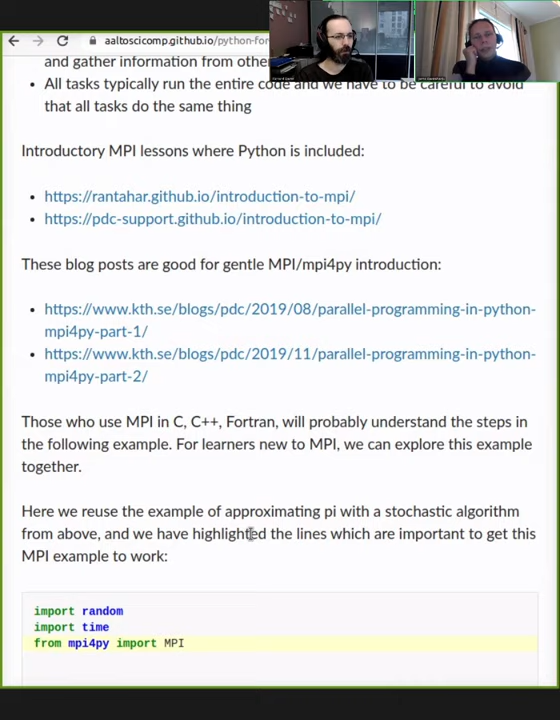 aaltoscicomp.github.io/python-for
and gather information from other
All tasks typically run the entire code and we have to be careful to avoid
that all tasks do the same thing
Introductory MPI lessons where Python is included:
https://rantahar.github.io/introduction-to-mpi/
https://pdc-support.github.io/introduction-to-mpi/
These blog posts are good for gentle MPI/mpi4py introduction:
https://www.kth.se/blogs/pdc/2019/08/parallel-programming-in-python-
mpi4py-part-1/
https://www.kth.se/blogs/pdc/2019/11/parallel-programming-in-python-
mpi4py-part-2/
Those who use MPI in C, C++, Fortran, will probably understand the steps in
the following example. For learners new to MPI, we can explore this example
together.
Here we reuse the example of approximating pi with a stochastic algorithm
from above, and we have highlighted the lines which are important to get this
MPI example to work:
import random
import time
from mpi4py import MPI